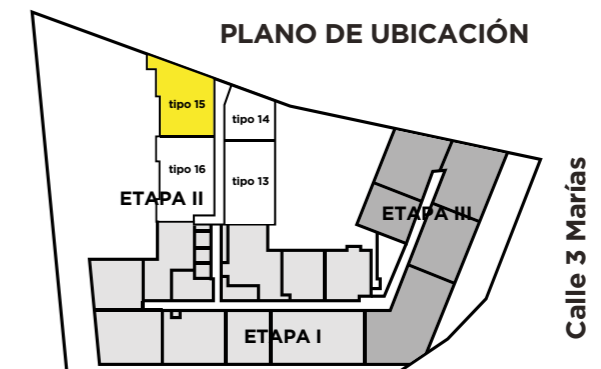 PLANO DE UBICACIÓN
tipo 15
tipo 14
tipo 16
tipo 13
ETAPA II
ETAPA III
ETAPA I
Calle 3 Marías